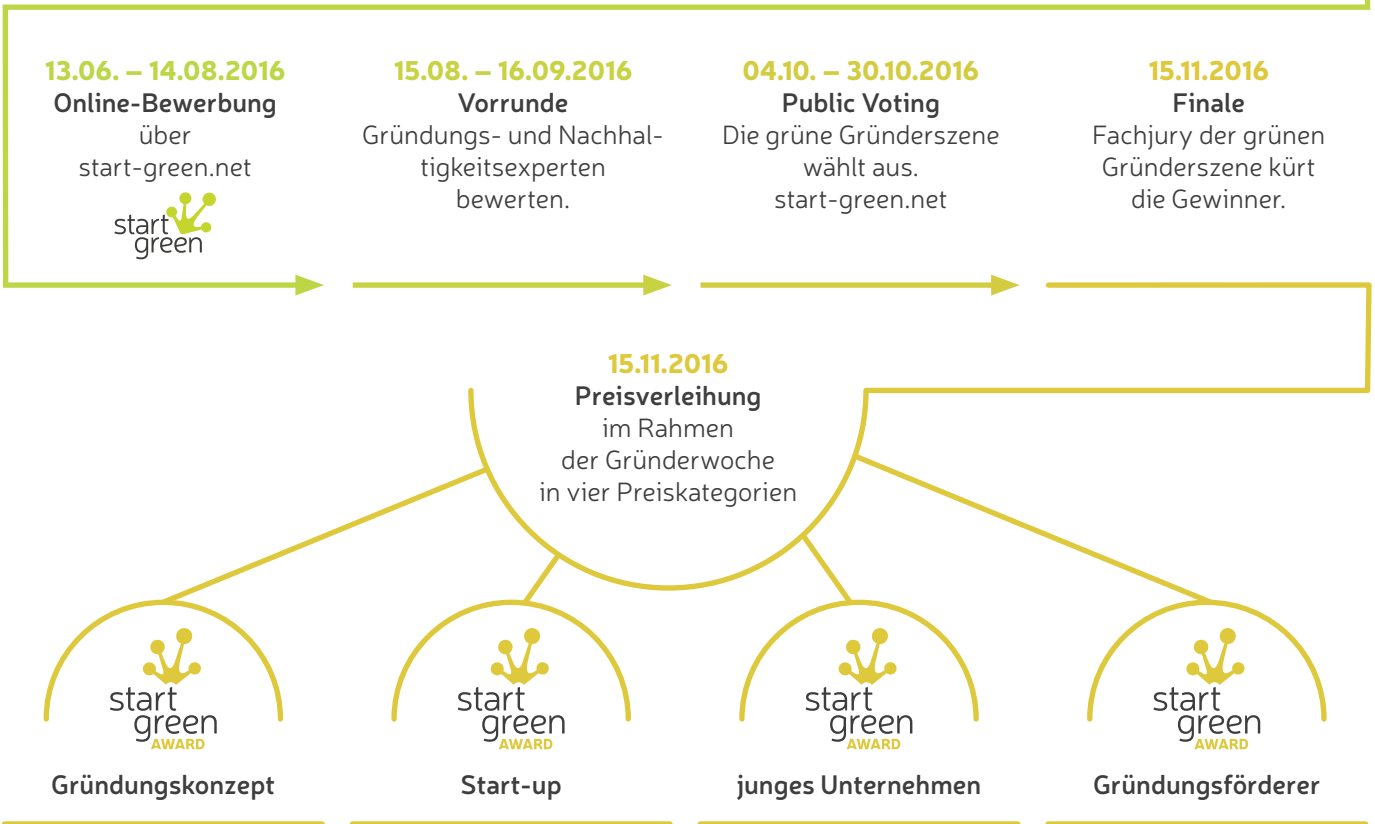 13.06. – 14.08.2016
Online-Bewerbung
über
start-green.net
start
green
15.08. – 16.09.2016
Vorrunde
Gründungs- und Nachhal-
tigkeitsexperten
bewerten.
04.10. – 30.10.2016
Public Voting
Die grüne Gründerszene
wählt aus.
start-green.net
15.11.2016
Finale
Fachjury der grünen
Gründerszene kürt
die Gewinner.
15.11.2016
Preisverleihung
im Rahmen
der Gründerwoche
in vier Preiskategorien
start
green
AWARD
Gründungskonzept
start
green
AWARD
Start-up
start
green
AWARD
junges Unternehmen
start
green
AWARD
Gründungsförderer